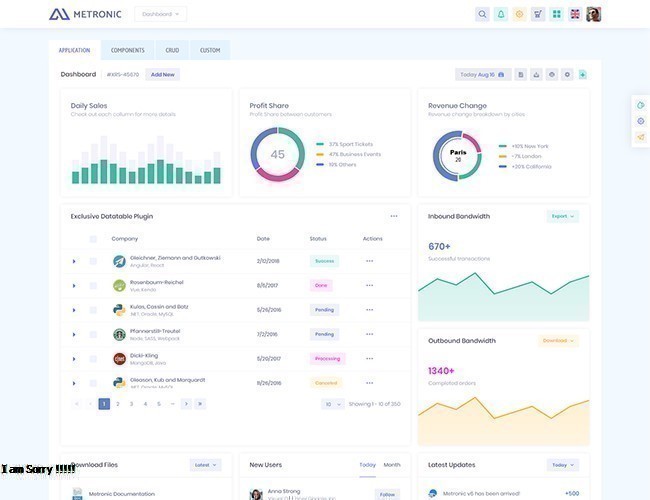 METRONIC
Dashboard
APPLICATION COMPONENTS CRUD CUSTOM
Dashboard #XRS-45670 Add New
Today Aug 16
Daily Sales
Check out each column for more details
Profit Share
Profit Share between customers
45
37% Sport Tickets
47% Business Events
19% Others
Revenue Change
Revenue change breakdown by cities
Paris
20
+10% New York
-7% London
+20% California
Exclusive Datatable Plugin
Company Date Status Actions
Gleichner, Ziemann and Gutkowski
Angular, React
2/12/2018 Success
Rosenbaum-Reichel
Vue, Kendo
8/6/2017 Done
Kulas, Cassin and Batz
.NET, Oracle, MySQL
5/26/2016 Pending
Pfannerstill-Treutel
Node, SASS, Webpack
7/2/2016 Pending
Dicki-Kling
MongoDB, Java
5/20/2017 Processing
Gleason, Kub and Marquardt
.NET, Oracle, MySQL
11/26/2016 Canceled
1 2 3 4 5
10 Showing 1 - 10 of 350
Inbound Bandwidth Export
670+
Successful transactions
Outbound Bandwidth Download
1340+
Completed orders
I am Sorry !!!!!
Download Files Latest
Metronic Documentation
New Users Today Month
Anna Strong
Follow
Latest Updates Today
Metronic v6 has been arrived! +500